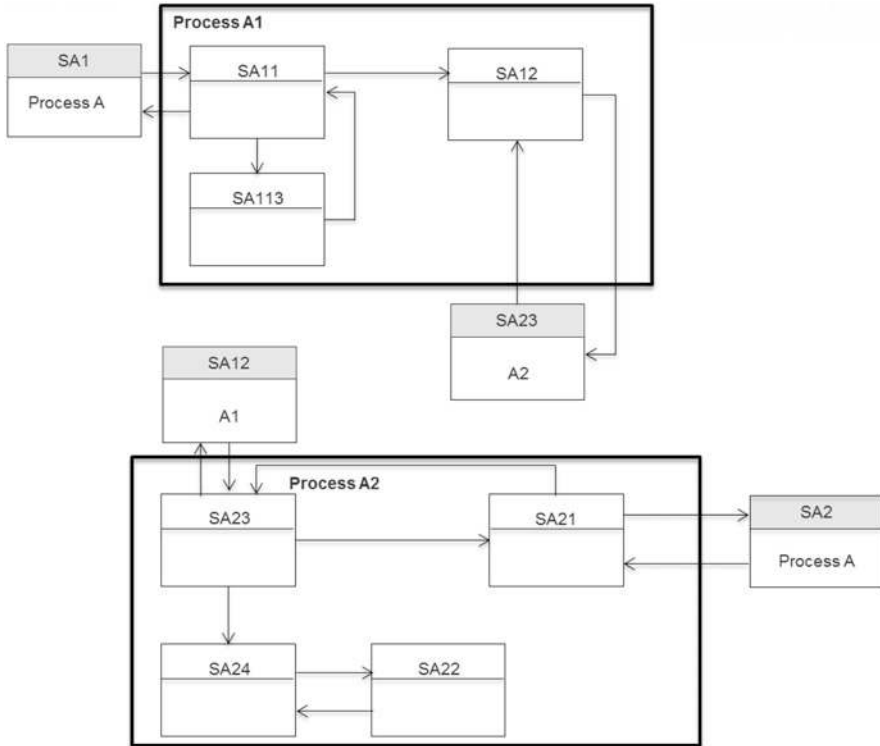 Process A1
SA1
Process A
SA11
SA12
SA113
SA23
A2
SA12
A1
Process A2
SA23
SA21
SA2
Process A
SA24
SA22